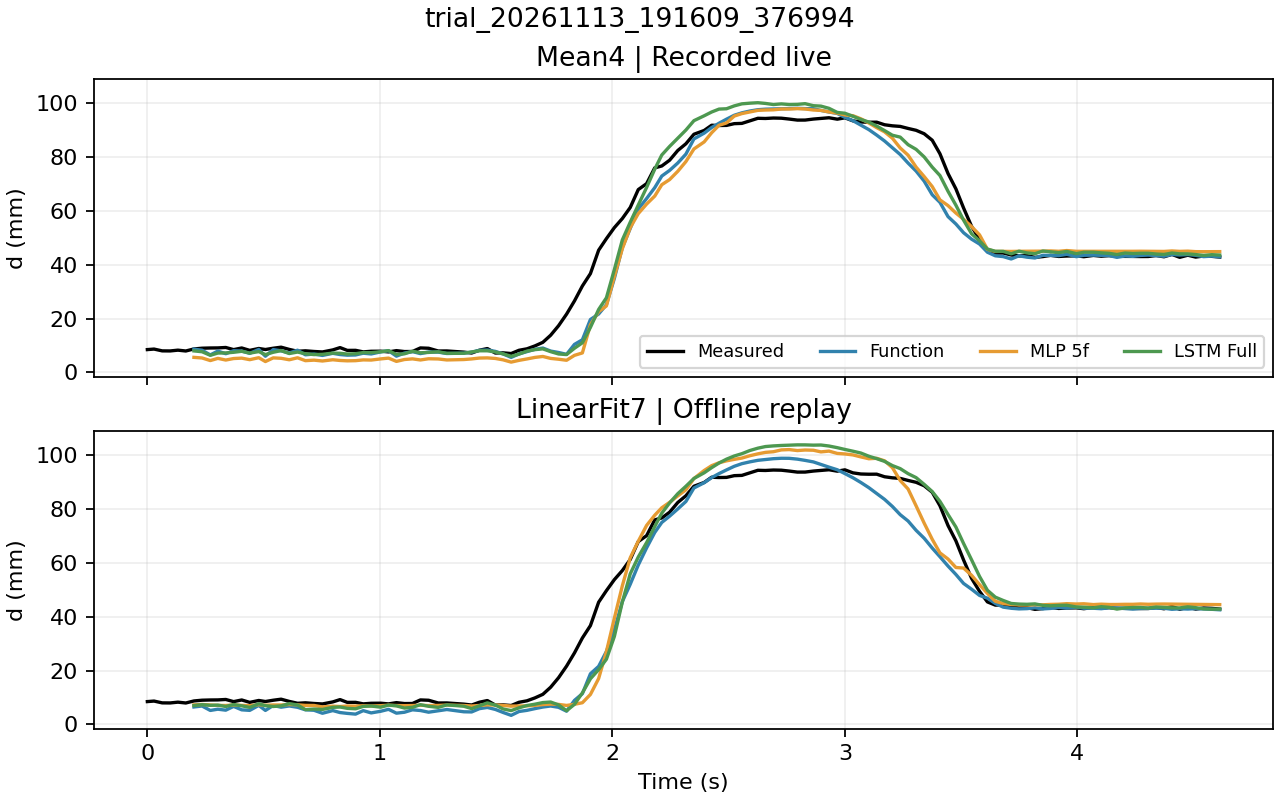 trial_20261113_191609_376994
Mean4 | Recorded live
100
80
60
40
20
0
d (mm)
Measured Function MLP 5f LSTM Full
LinearFit7 | Offline replay
100
80
60
40
20
0
d (mm)
0 1 2 3 4
Time (s)